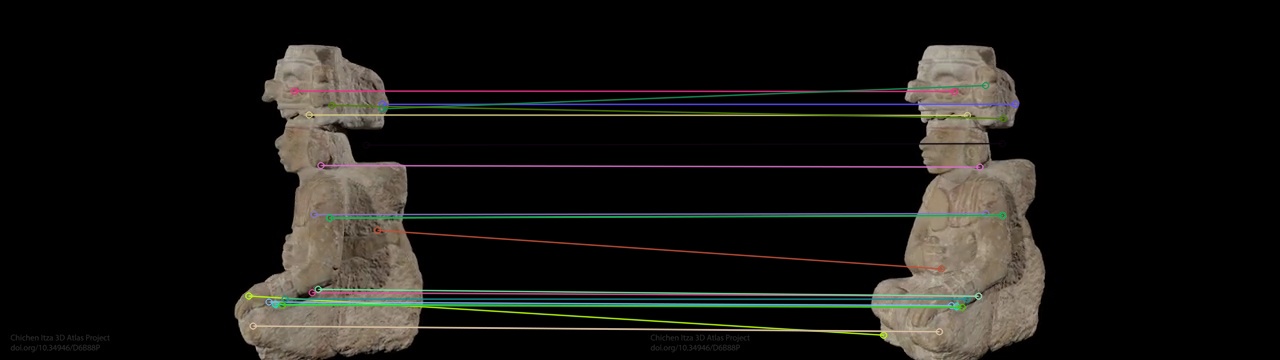 Chichen Itza 3D Atlas Project
doi.org/10.34946/D6B88P
Chichen Itza 3D Atlas Project
doi.org/10.34946/D6B88P